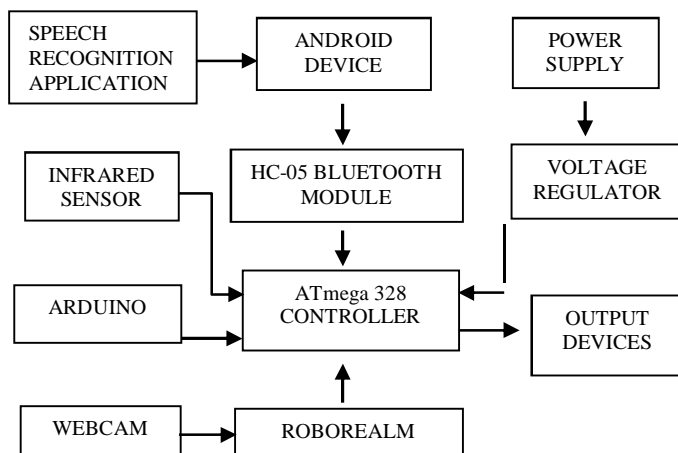 SPEECH
RECOGNITION
APPLICATION
ANDROID
DEVICE
POWER
SUPPLY
INFRARED
SENSOR
HC-05 BLUETOOTH
MODULE
VOLTAGE
REGULATOR
ARDUINO
ATmega 328
CONTROLLER
OUTPUT
DEVICES
WEBCAM
ROBOREALM